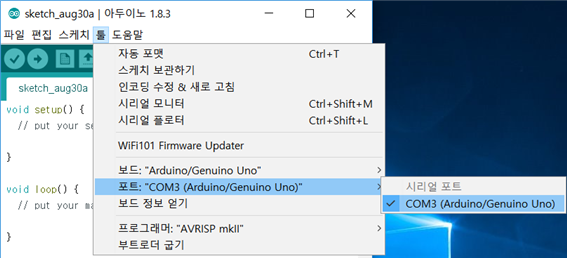 sketch_aug30a | 아두이노 1.8.3
파일 편집 스케치 툴 도움말
sketch_aug30a
void setup() {
// put your se
}
void loop() {
// put your ma
}
자동 포맷 Ctrl+T
스케치 보관하기
인코딩 수정 & 새로 고침
시리얼 모니터 Ctrl+Shift+M
시리얼 플로터 Ctrl+Shift+L
WiFi101 Firmware Updater
보드: "Arduino/Genuino Uno"
포트: "COM3 (Arduino/Genuino Uno)"
보드 정보 얻기
프로그래머: "AVRISP mkII"
부트로더 굽기
시리얼 포트
COM3 (Arduino/Genuino Uno)